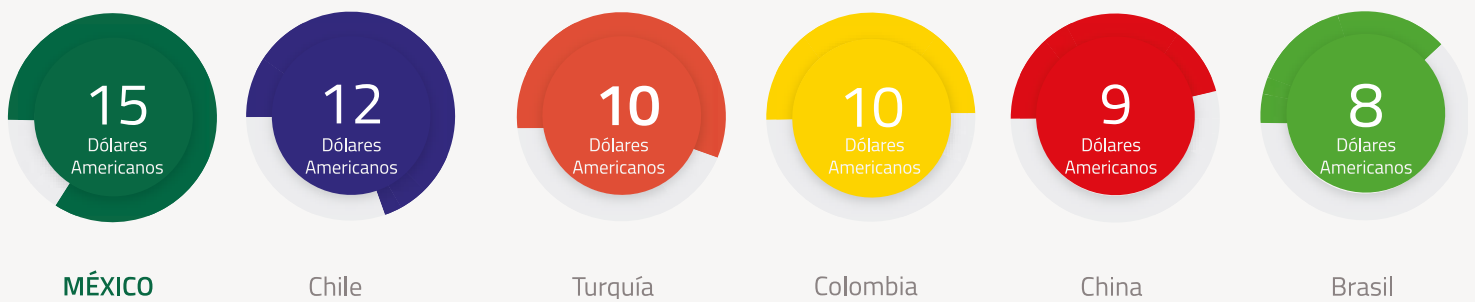 15
Dólares
Americanos
MÉXICO
12
Dólares
Americanos
Chile
10
Dólares
Americanos
Turquía
10
Dólares
Americanos
Colombia
9
Dólares
Americanos
China
8
Dólares
Americanos
Brasil